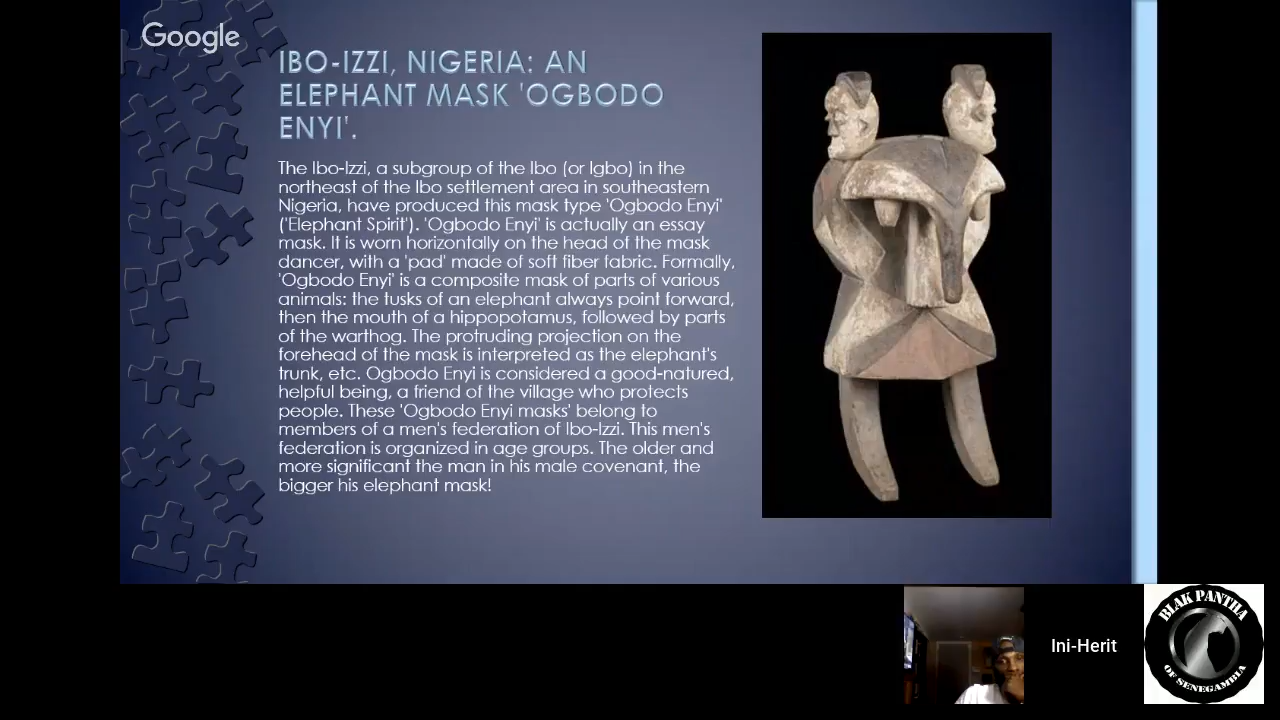 Google
IBO-IZZI, NIGERIA: AN
ELEPHANT MASK 'OGBODO
ENYI'.
The Ibo-Izzi, a subgroup of the Ibo (or Igbo) in the
northeast of the Ibo settlement area in southeastern
Nigeria, have produced this mask type 'Ogbodo Enyi'
('Elephant Spirit'). 'Ogbodo Enyi' is actually an essay
mask. It is worn horizontally on the head of the mask
dancer, with a 'pad' made of soft fiber fabric. Formally,
'Ogbodo Enyi' is a composite mask of parts of various
animals: the tusks of an elephant always point forward,
then the mouth of a hippopotamus, followed by parts
of the warthog. The protruding projection on the
forehead of the mask is interpreted as the elephant's
trunk, etc. Ogbodo Enyi is considered a good-natured,
helpful being, a friend of the village who protects
people. These 'Ogbodo Enyi masks' belong to
members of a men's federation of Ibo-Izzi. This men's
federation is organized in age groups. The older and
more significant the man in his male covenant, the
bigger his elephant mask!
Ini-Herit
BLAK PANTHA
OF SENEGAMBIA